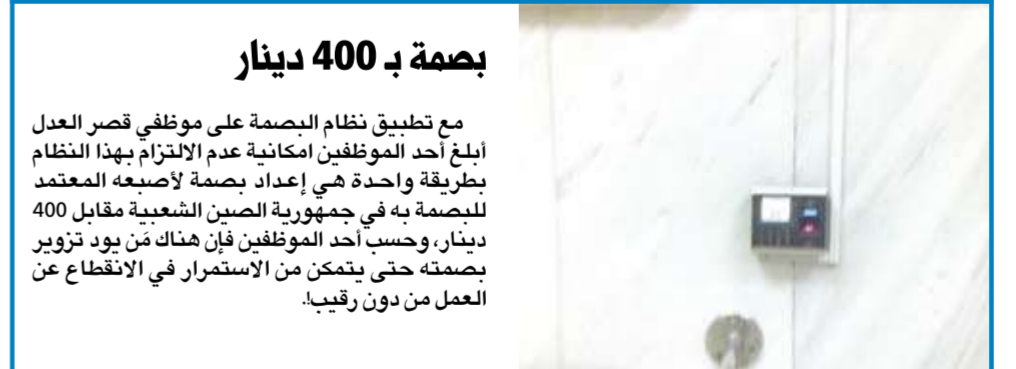 بصمة بـ 400 دينار
مع تطبيق نظام البصمة على موظفي قصر العدل
أبلغ أحد الموظفين امكانية عدم الالتزام بهذا النظام
بطريقة واحدة هي إعداد بصمة لأصبعه المعتمد
للبصمة به في جمهورية الصين الشعبية مقابل 400
دينار، وحسب أحد الموظفين فإن هناك مَن يود تزوير
بصمته حتى يتمكن من الاستمرار في الانقطاع عن
العمل من دون رقيب!.